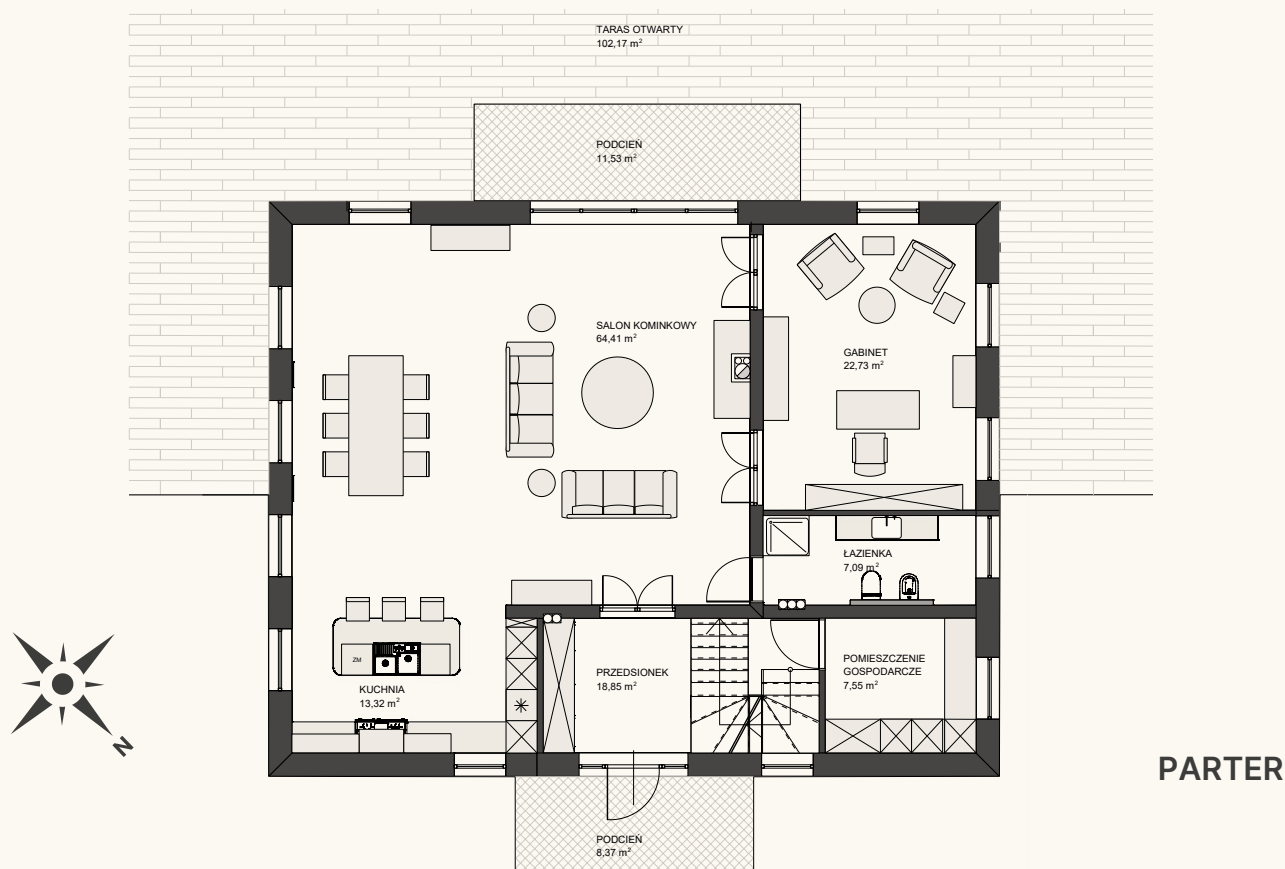 TARAS OTWARTY
102,17 m²
PODCIEŃ
11,53 m²
SALON KOMINKOWY
64,41 m²
GABINET
22,73 m²
ŁAZIENKA
7,09 m²
ZM
KUCHNIA
13,32 m²
PRZEDSIONEK
18,85 m²
POMIESZCZENIE
GOSPODARCZE
7,55 m²
N
PARTER
PODCIEŃ
8,37 m²